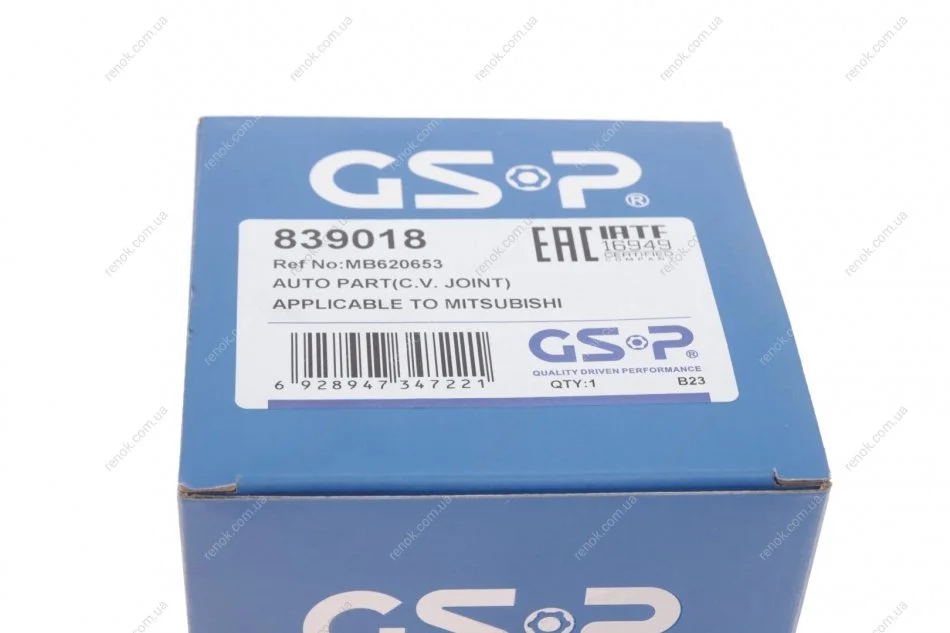 GSP®
839018
Ref No:MB620653
AUTO PART(C.V. JOINT)
APPLICABLE TO MITSUBISHI
EAC
IATF
16949
CERTIFIED
COMPANY
6 928947 347221
GSP®
QUALITY DRIVEN PERFORMANCE
QTY:1
B23
GSP
renok.com.ua